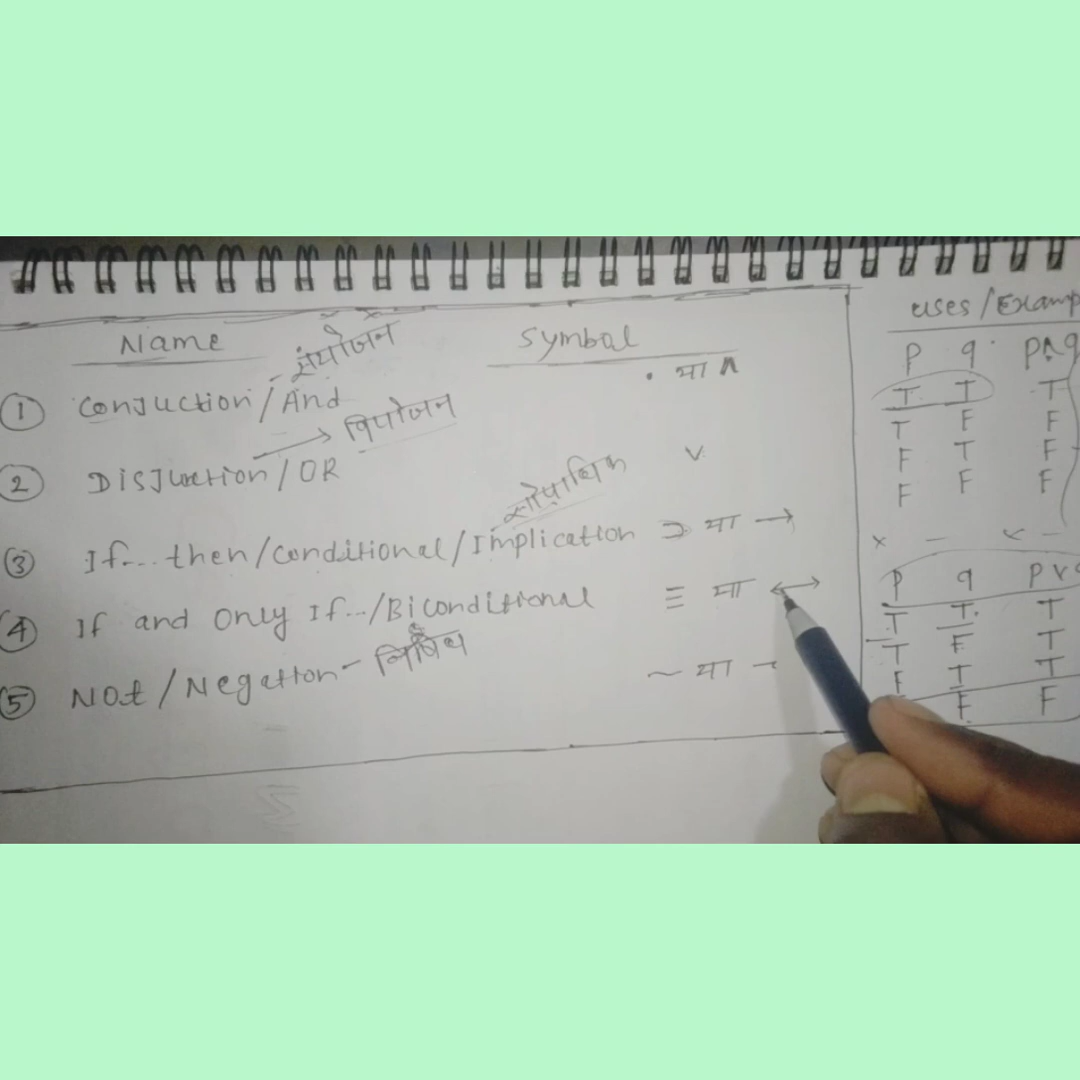 Name संयोजन Symbol
① Conjuction / And • या ∧
→ वियोजन
② Disjunction / OR v
सोपाधिक
③ If... then / Conditional / Implication ⊃ या →
④ If and Only If... / Biconditional ≡ या ↔
⑤ Not / Negation - निषेध ~ या -
uses / Examp
P q P∧q
T T T
T F F
F T F
F F F
P q P v q
T T T
T F T
F T T
F F